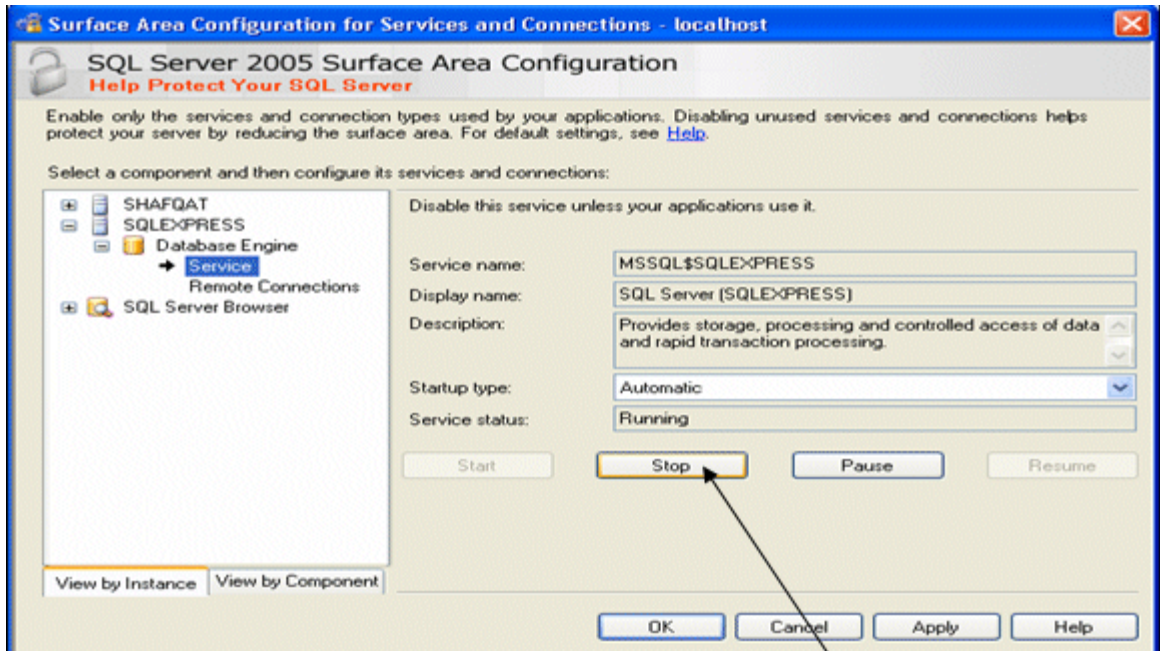 Surface Area Configuration for Services and Connections - localhost
SQL Server 2005 Surface Area Configuration
Help Protect Your SQL Server
Enable only the services and connection types used by your applications. Disabling unused services and connections helps
protect your server by reducing the surface area. For default settings, see Help.
Select a component and then configure its services and connections:
SHAFQAT
SQLEXPRESS
Database Engine
Service
Remote Connections
SQL Server Browser
View by Instance
View by Component
Disable this service unless your applications use it.
Service name: MSSQL$SQLEXPRESS
Display name: SQL Server (SQLEXPRESS)
Description: Provides storage, processing and controlled access of data
and rapid transaction processing.
Startup type: Automatic
Service status: Running
Start Stop Pause Resume
OK Cancel Apply Help